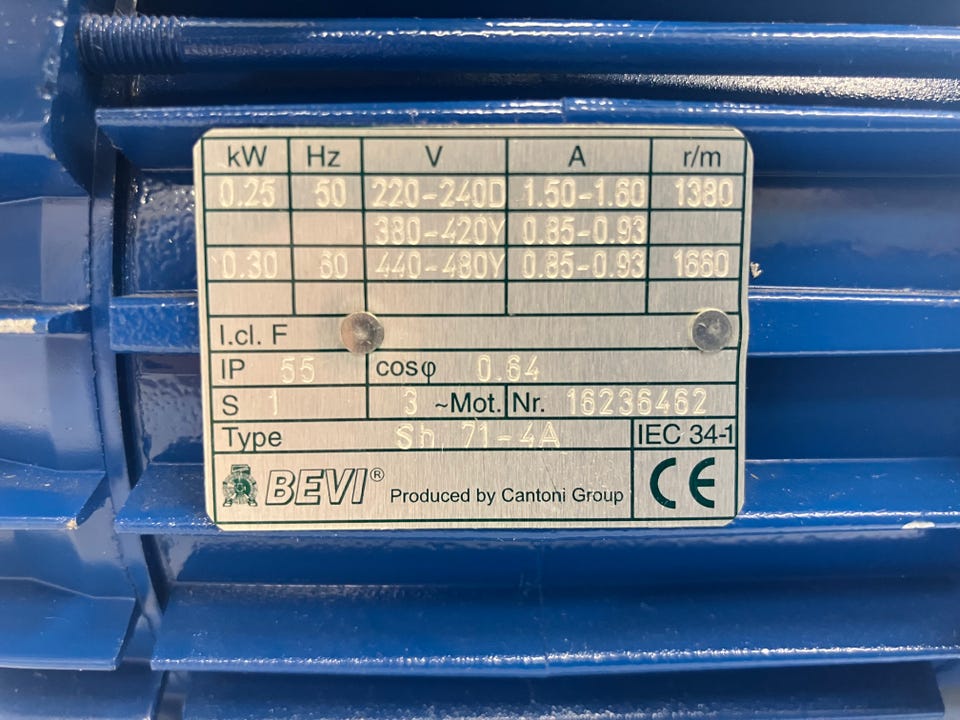 kW Hz V A r/m
0.25 50 220-240D 1.50-1.60 1380
380-420Y 0.85-0.93
0.30 60 440-480Y 0.85-0.93 1660
I.cl. F
IP 55 cosφ 0.64
S 1 3 ~Mot. Nr. 16236462
Type Sh 71-4A IEC 34-1
BEVI® Produced by Cantoni Group CE